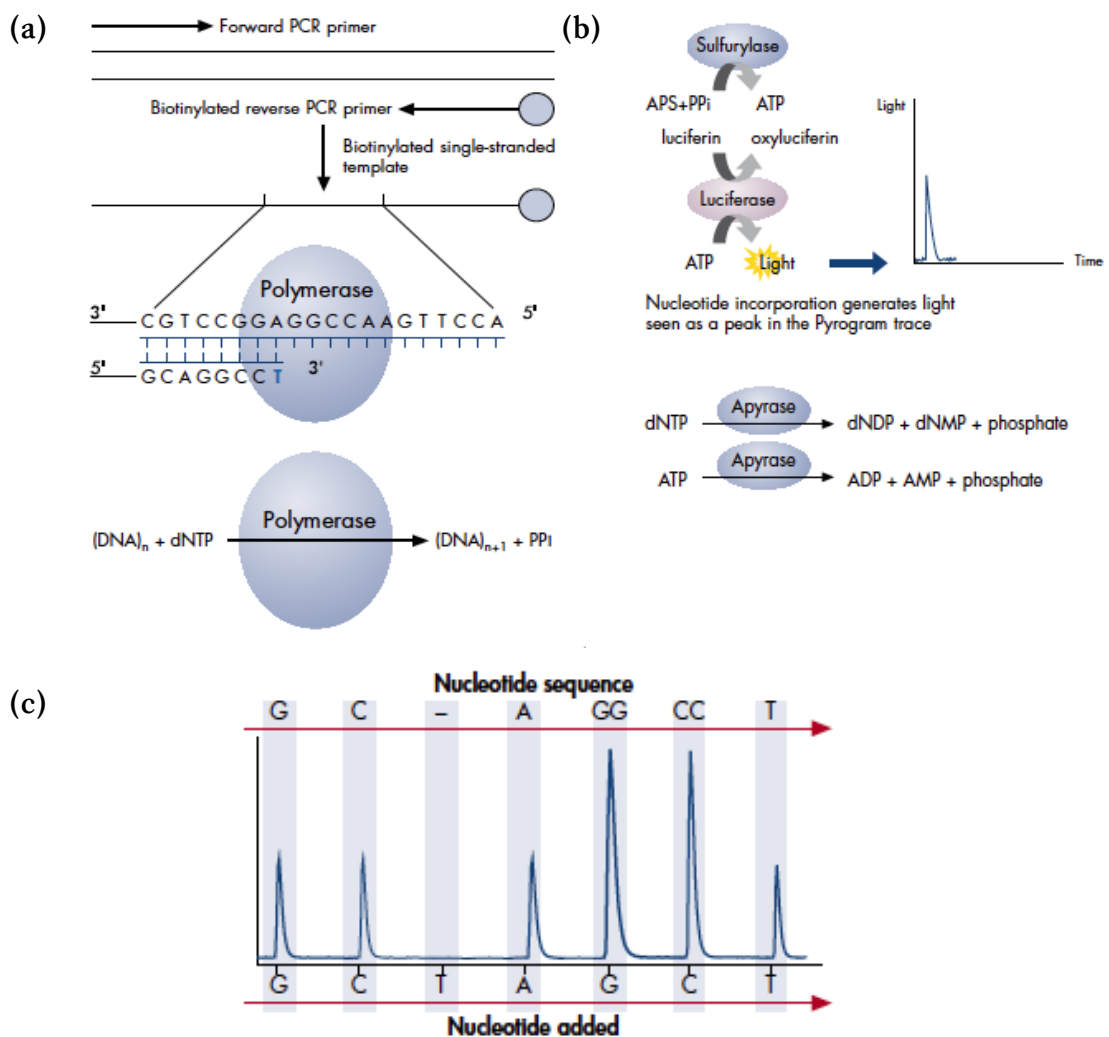 (a)
Forward PCR primer
Biotinylated reverse PCR primer
Biotinylated single-stranded
template
Polymerase
3' CGTCCGGAGGCCAAGTTCCA 5'
5' GCAGGCCT 3'
Polymerase
(DNA)n + dNTP (DNA)n+1 + PPi
(b)
Sulfurylase
APS+PPi ATP
luciferin oxyluciferin
Luciferase
ATP Light
Light
Time
Nucleotide incorporation generates light
seen as a peak in the Pyrogram trace
Apyrase
dNTP dNDP + dNMP + phosphate
Apyrase
ATP ADP + AMP + phosphate
(c)
Nucleotide sequence
G C – A GG CC T
G C T A G C T
Nucleotide added